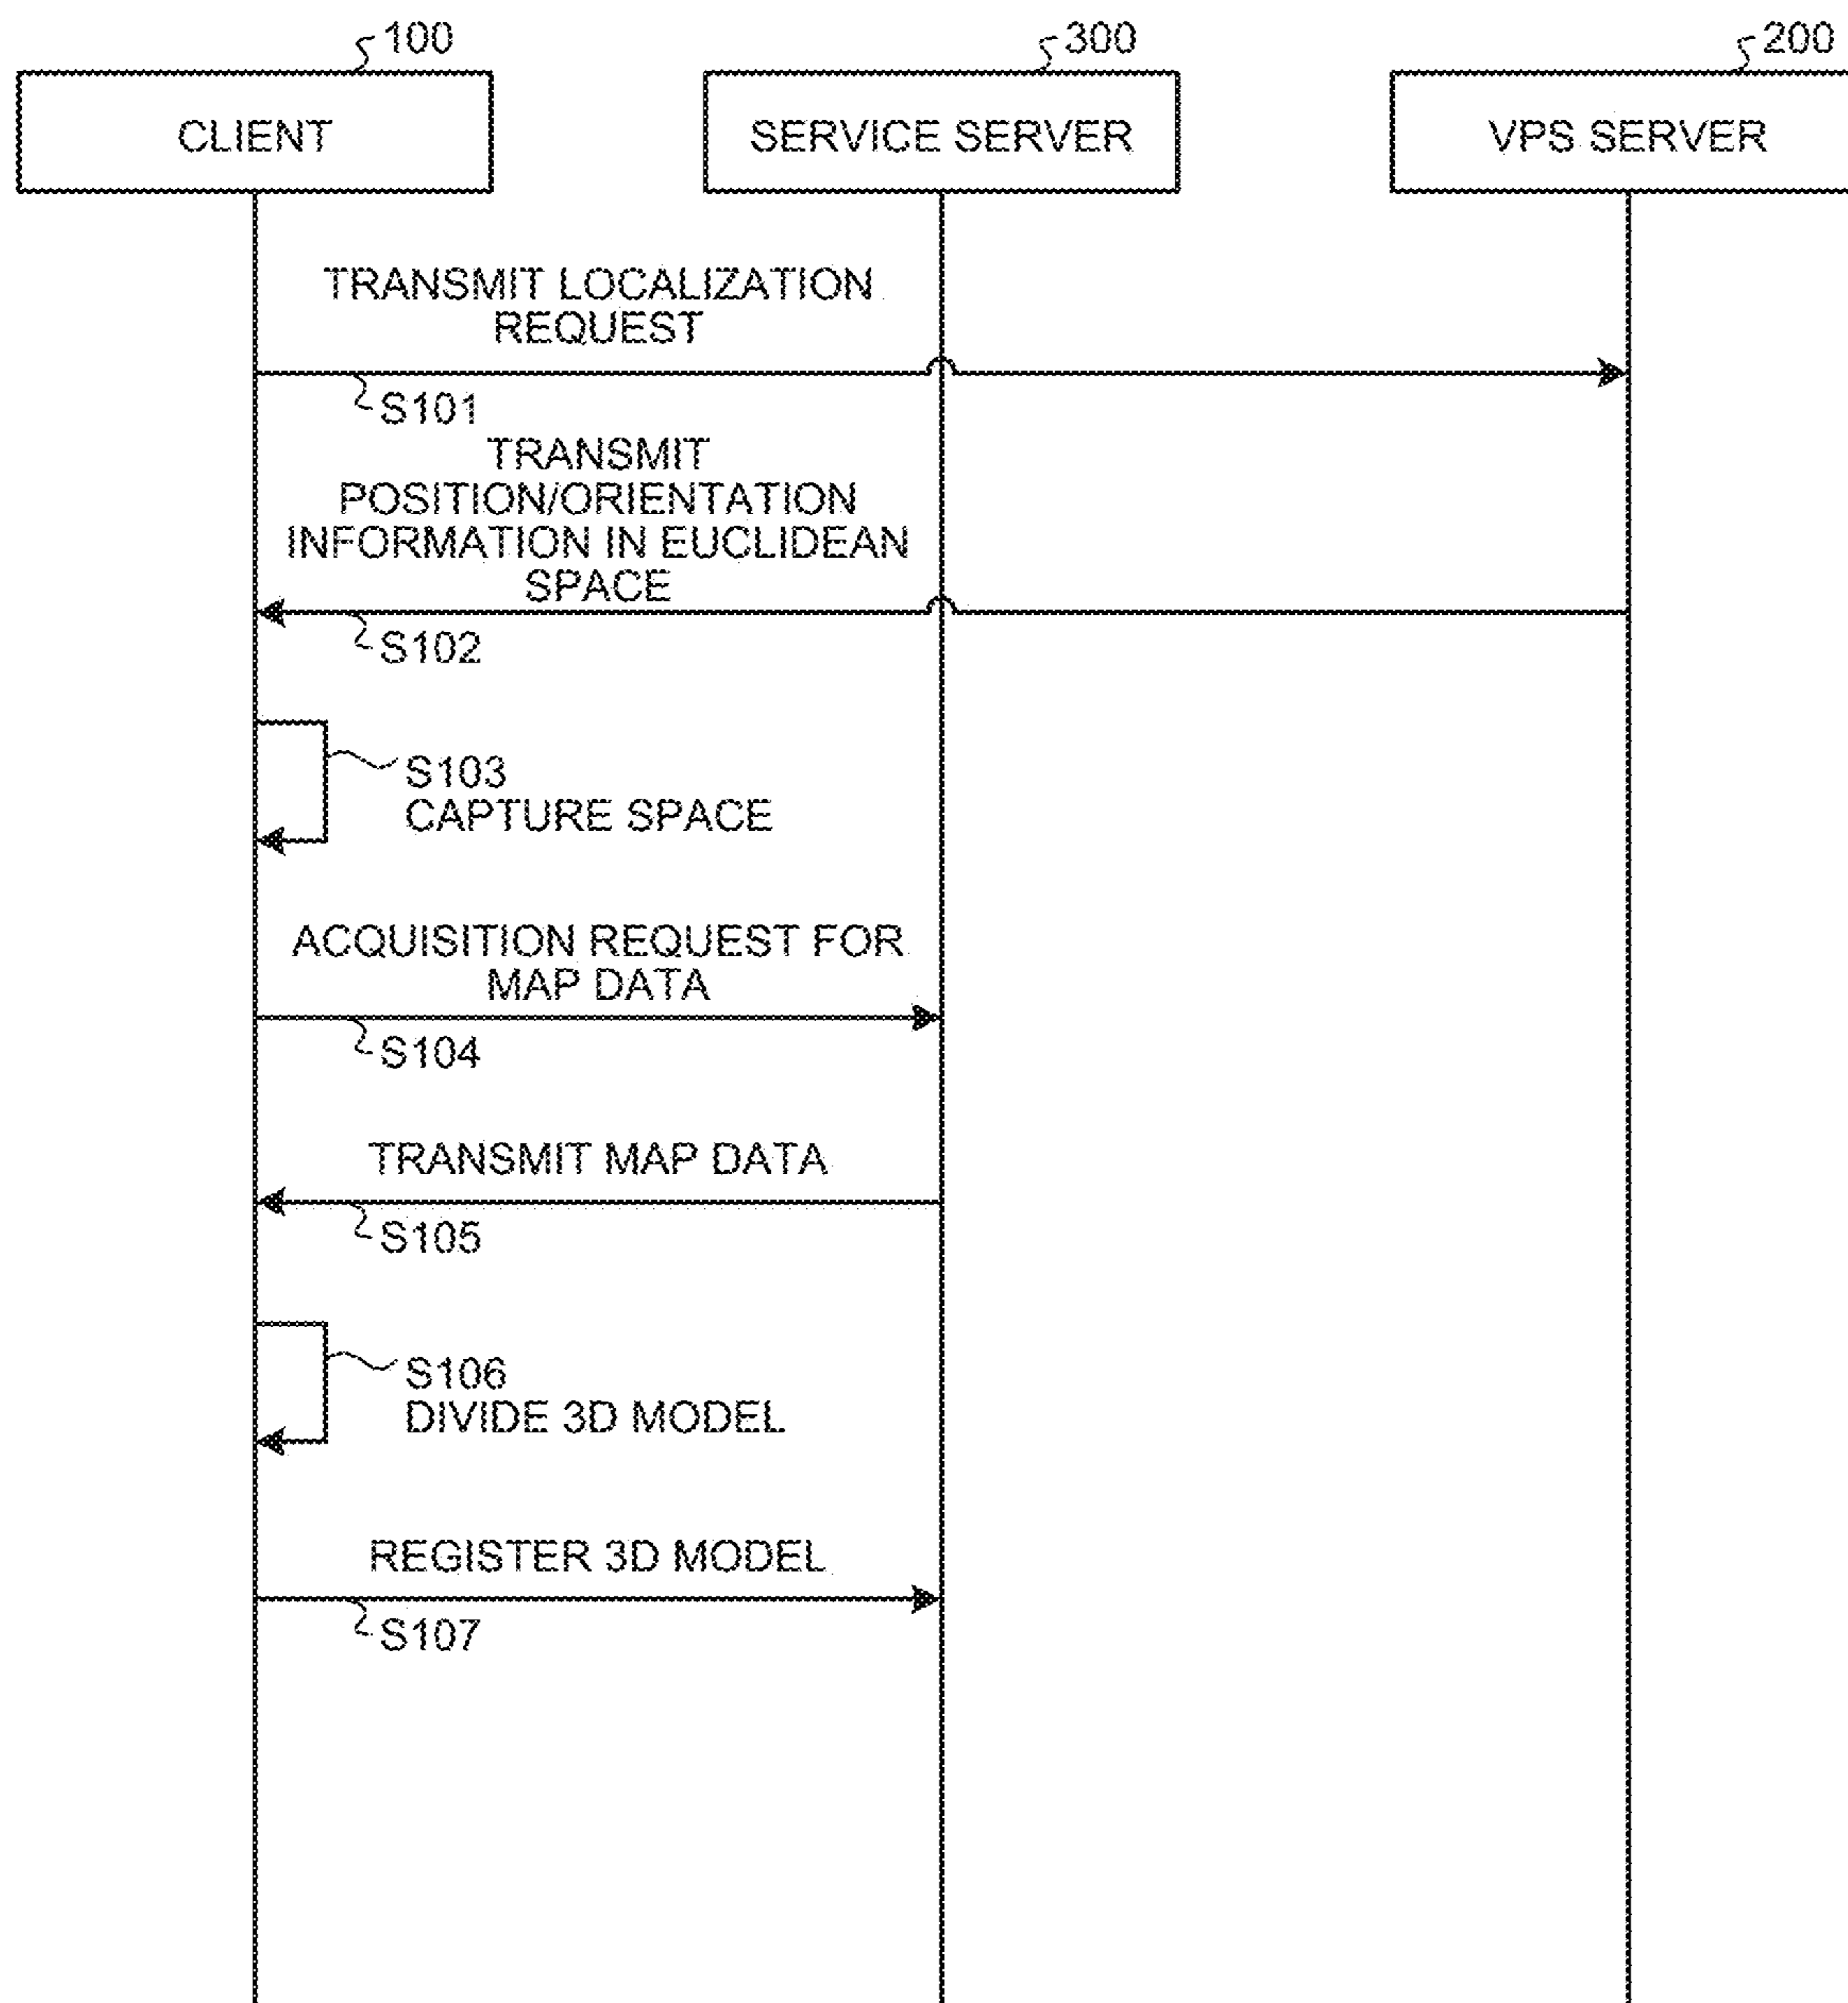 100
300
200
CLIENT
SERVICE SERVER
VPS SERVER
TRANSMIT LOCALIZATION
REQUEST
S101
TRANSMIT
POSITION/ORIENTATION
INFORMATION IN EUCLIDEAN
SPACE
S102
S103
CAPTURE SPACE
ACQUISITION REQUEST FOR
MAP DATA
S104
TRANSMIT MAP DATA
S105
S106
DIVIDE 3D MODEL
REGISTER 3D MODEL
S107